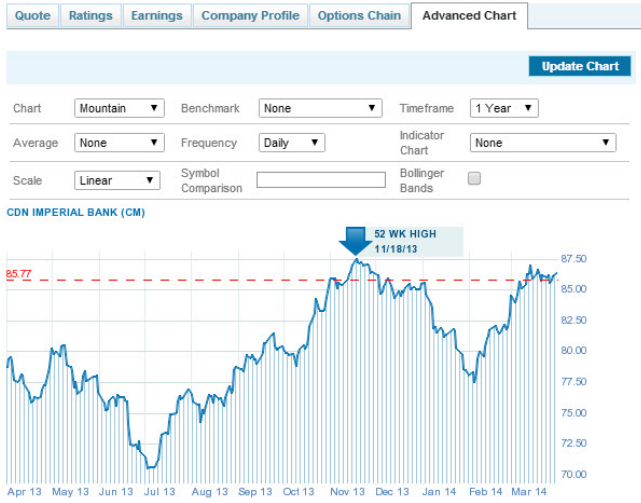 Quote Ratings Earnings Company Profile Options Chain Advanced Chart
Update Chart
Chart Mountain Benchmark None Timeframe 1 Year
Average None Frequency Daily Indicator Chart None
Scale Linear Symbol Comparison Bollinger Bands
CDN IMPERIAL BANK (CM)
52 WK HIGH
11/18/13
87.50
85.77
85.00
82.50
80.00
77.50
75.00
72.50
70.00
Apr 13 May 13 Jun 13 Jul 13 Aug 13 Sep 13 Oct 13 Nov 13 Dec 13 Jan 14 Feb 14 Mar 14